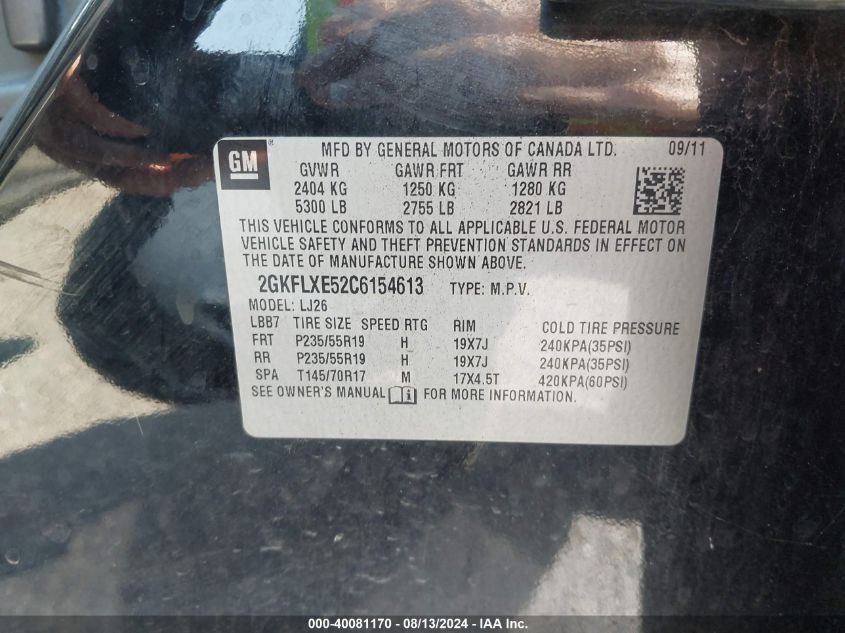 GM ® MFD BY GENERAL MOTORS OF CANADA LTD. 09/11
GVWR GAWR FRT GAWR RR
2404 KG 1250 KG 1280 KG
5300 LB 2755 LB 2821 LB
THIS VEHICLE CONFORMS TO ALL APPLICABLE U.S. FEDERAL MOTOR
VEHICLE SAFETY AND THEFT PREVENTION STANDARDS IN EFFECT ON
THE DATE OF MANUFACTURE SHOWN ABOVE.
2GKFLXE52C6154613 TYPE: M.P.V.
MODEL: LJ26
LBB7 TIRE SIZE SPEED RTG RIM COLD TIRE PRESSURE
FRT P235/55R19 H 19X7J 240KPA(35PSI)
RR P235/55R19 H 19X7J 240KPA(35PSI)
SPA T145/70R17 M 17X4.5T 420KPA(60PSI)
SEE OWNER'S MANUAL FOR MORE INFORMATION.
000-40081170 - 08/13/2024 - IAA Inc.